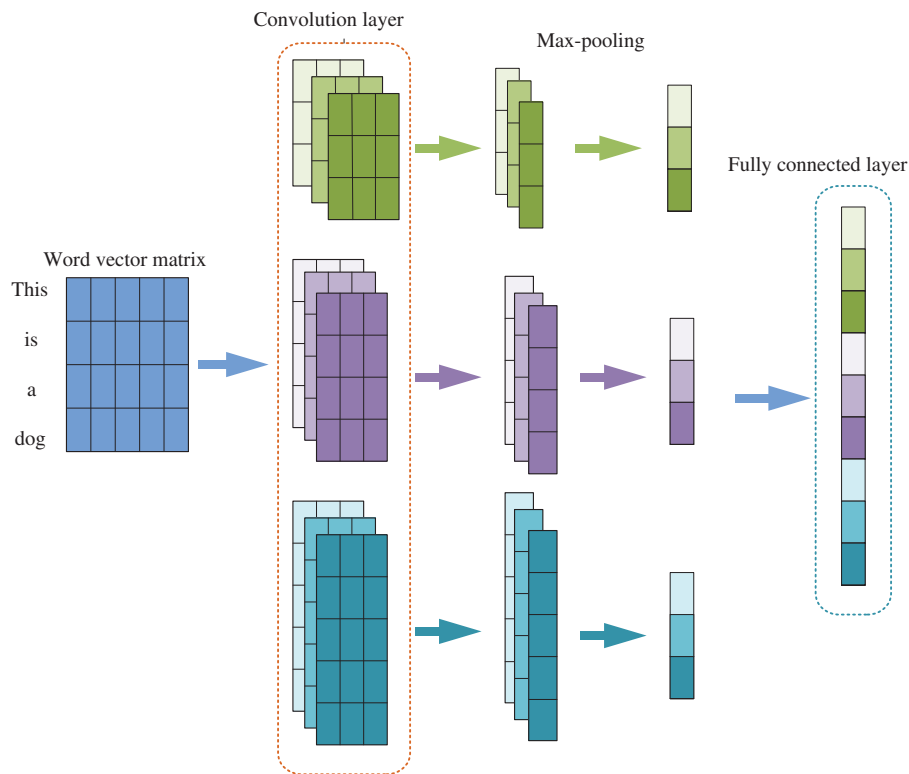 Convolution layer
Max-pooling
Fully connected layer
Word vector matrix
This
is
a
dog